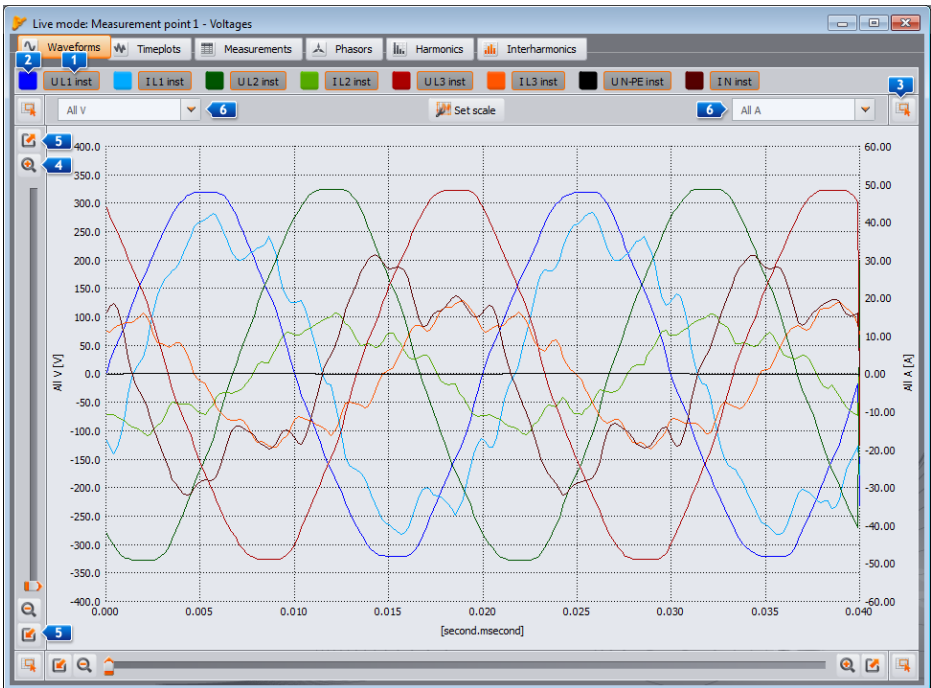 Live mode: Measurement point 1 - Voltages
Waveforms Timeplots Measurements Phasors Harmonics Interharmonics
2 1
U L1 inst I L1 inst U L2 inst I L2 inst U L3 inst I L3 inst U N-PE inst I N inst
3
All V 6 Set scale 6 All A
5
4
400.0 60.00
350.0
300.0 50.00
250.0 40.00
200.0 30.00
150.0
100.0 20.00
50.0 10.00
0.0 0.00
-50.0 -10.00
-100.0
-150.0 -20.00
-200.0 -30.00
-250.0 -40.00
-300.0
-350.0 -50.00
-400.0 -60.00
All V [V]
All A [A]
0.000 0.005 0.010 0.015 0.020 0.025 0.030 0.035 0.040
5
[second.msecond]